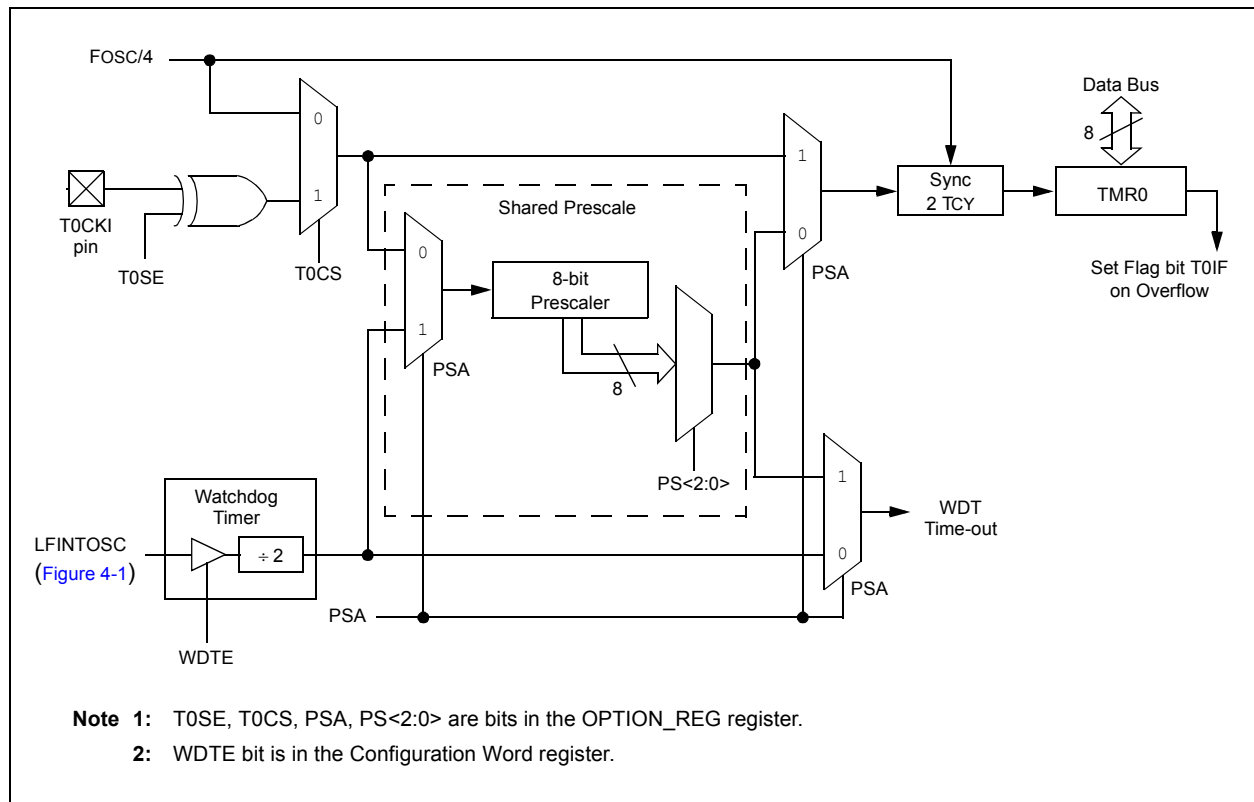 FOSC/4
Data Bus
8
0
1
1
0
T0CKI
pin
T0SE
T0CS
Shared Prescale
0
1
PSA
8-bit
Prescaler
8
PS<2:0>
PSA
Sync
2 TCY
TMR0
Set Flag bit T0IF
on Overflow
Watchdog
Timer
LFINTOSC
(Figure 4-1)
÷ 2
WDTE
PSA
1
0
PSA
WDT
Time-out
Note 1: T0SE, T0CS, PSA, PS<2:0> are bits in the OPTION_REG register.
2: WDTE bit is in the Configuration Word register.